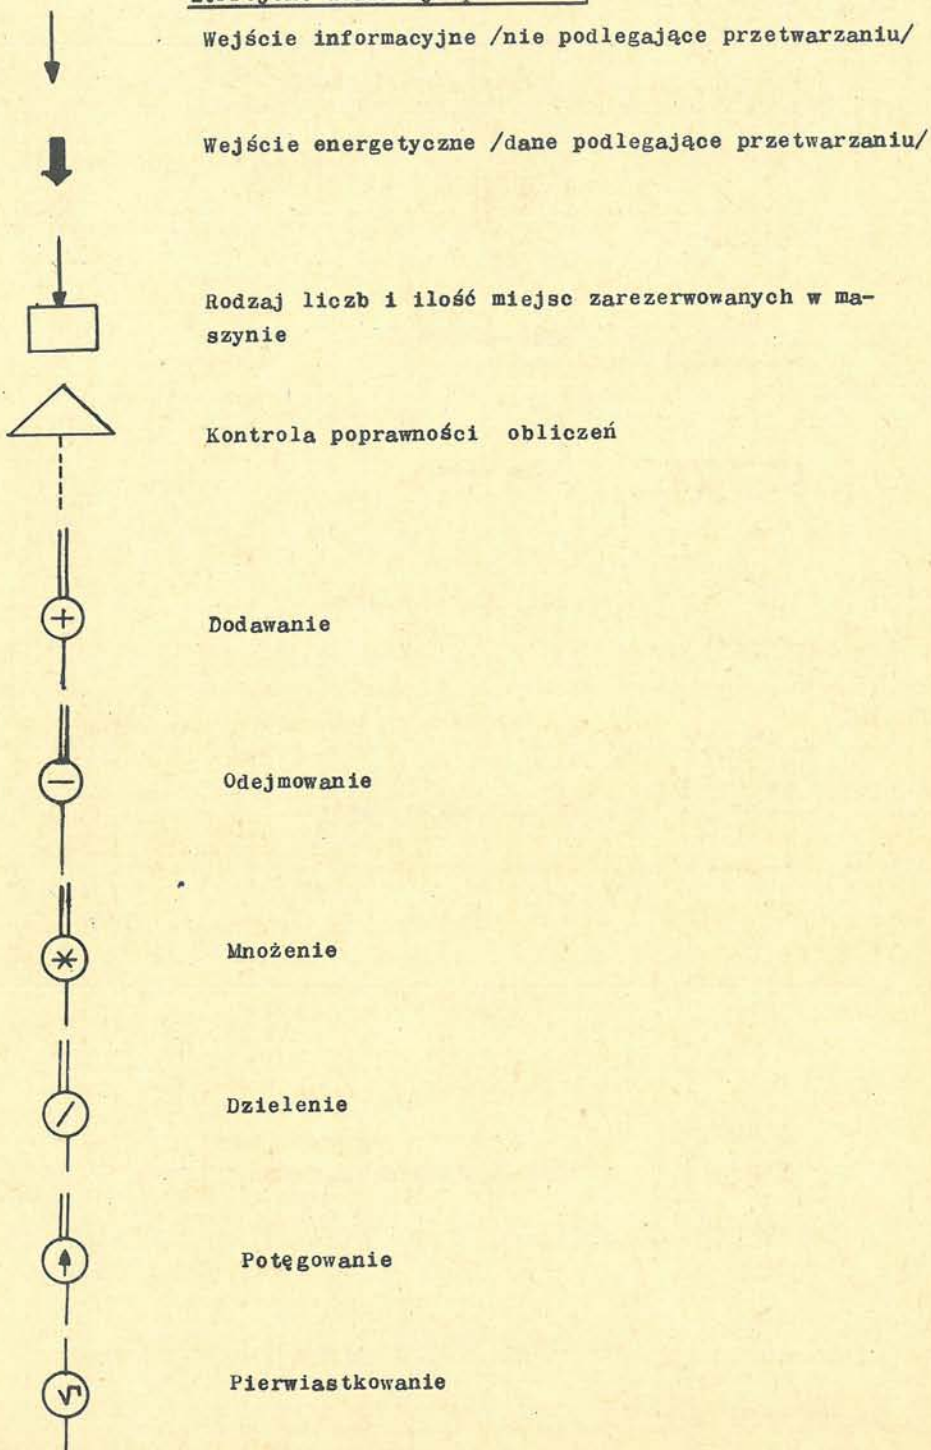 Wejście informacyjne /nie podlegające przetwarzaniu/
Wejście energetyczne /dane podlegające przetwarzaniu/
Rodzaj liczb i ilość miejsc zarezerwowanych w ma-
szynie
Kontrola poprawności obliczeń
+
Dodawanie
−
Odejmowanie
*
Mnożenie
/
Dzielenie
Potęgowanie
√
Pierwiastkowanie